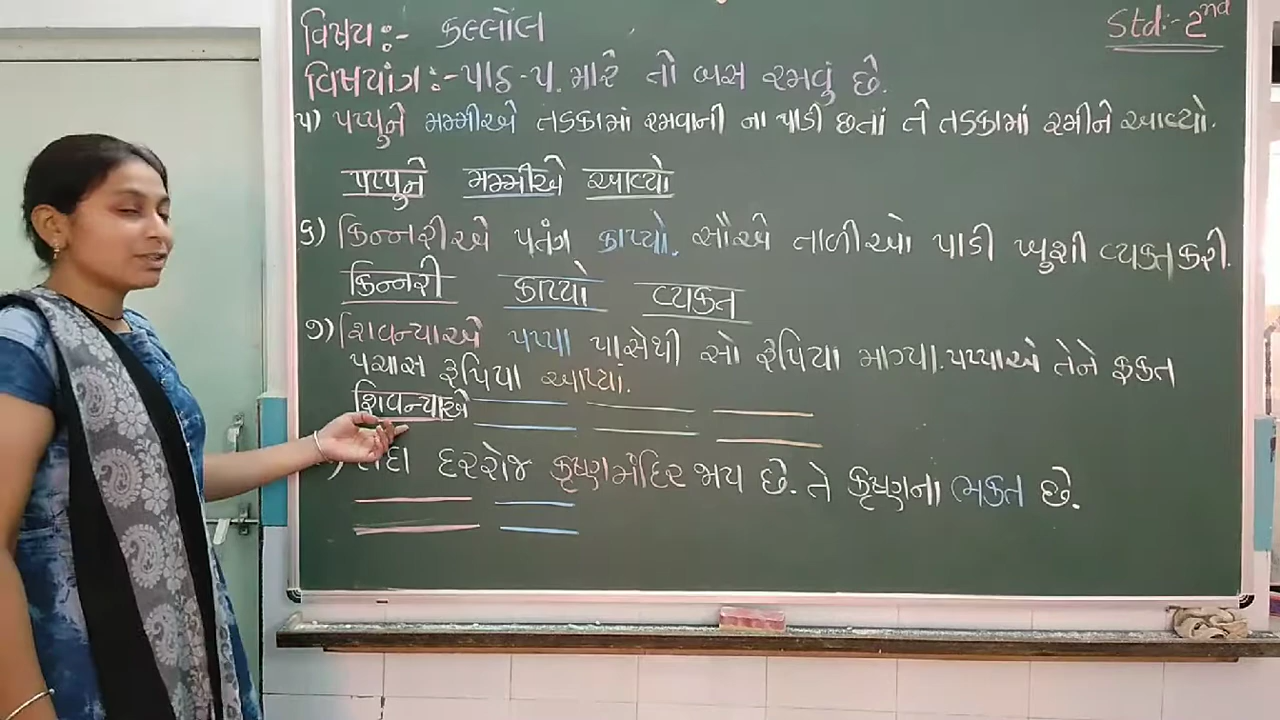 વિષય :- કલ્લોલ
Std:- 2nd
વિષયાંગ :- પાઠ-૫. મારે તો બસ રમવું છે.
૫) પપ્પુને મમ્મીએ તડકામાં રમવાની ના પાડી છતાં તે તડકામાં રમીને આવ્યો.
પપ્પુને મમ્મીએ આવ્યો
૬) કિન્નરીએ પતંગ કાપ્યો. સૌએ તાળીઓ પાડી ખુશી વ્યક્ત કરી.
કિન્નરી કાપ્યો વ્યક્ત
૭) શિવન્યાએ પપ્પા પાસેથી સો રૂપિયા માગ્યા. પપ્પાએ તેને ફક્ત
પચાસ રૂપિયા આપ્યાં.
શિવન્યાએ
દરરોજ કૃષ્ણમંદિર જાય છે. તે કૃષ્ણના ભક્ત છે.